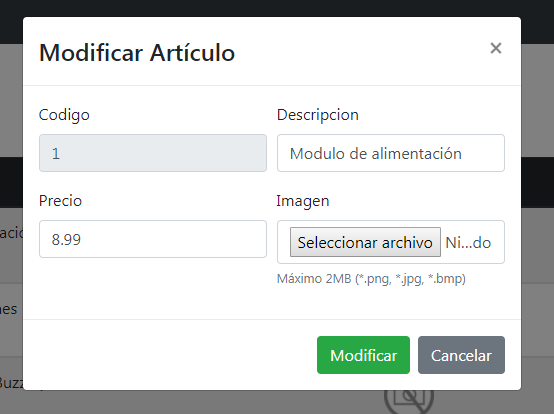 Modificar Artículo
×
Codigo
Descripcion
1
Modulo de alimentación
Precio
Imagen
8.99
Seleccionar archivo Ni...do
Máximo 2MB (*.png, *.jpg, *.bmp)
Modificar
Cancelar